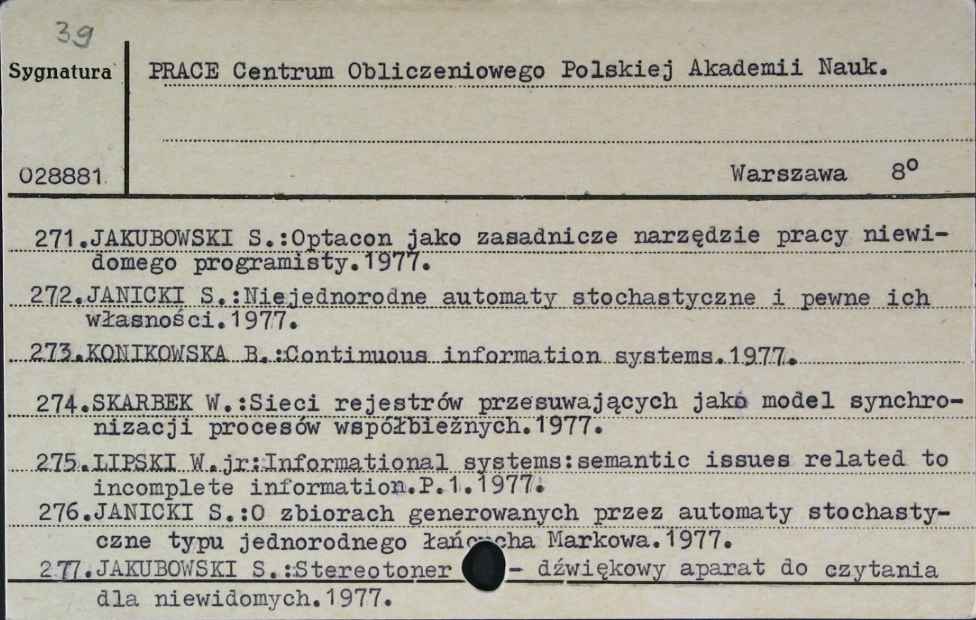 39
Sygnatura
PRACE Centrum Obliczeniowego Polskiej Akademii Nauk.
028881
Warszawa 8º
271.JAKUBOWSKI S.:Optacon jako zasadnicze narzędzie pracy niewi-
domego programisty.1977.
272.JANICKI S.:Niejednorodne automaty stochastyczne i pewne ich
własności.1977.
273.KONIKOWSKA B.:Continuous information systems.1977.
274.SKARBEK W.:Sieci rejestrów przesuwających jako model synchro-
nizacji procesów współbieżnych.1977.
275.LIPSKI W.jr:Informational systems:semantic issues related to
incomplete information.P.1.1977.
276.JANICKI S.:O zbiorach generowanych przez automaty stochasty-
czne typu jednorodnego łańcucha Markowa.1977.
277.JAKUBOWSKI S.:Stereotoner - dźwiękowy aparat do czytania
dla niewidomych.1977.